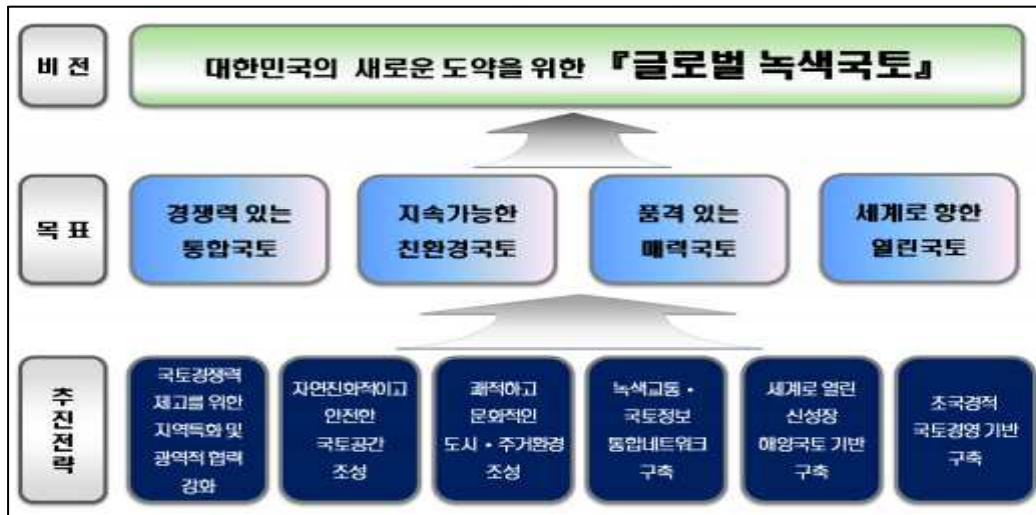 비 전
대한민국의 새로운 도약을 위한 『글로벌 녹색국토』
목 표
경쟁력 있는
통합국토
지속가능한
친환경국토
품격 있는
매력국토
세계로 향한
열린국토
추진전략
국토경쟁력
제고를 위한
지역특화 및
광역적 협력
강화
자연친화적이고
안전한
국토공간
조성
쾌적하고
문화적인
도시·주거환경
조성
녹색교통·
국토정보
통합네트워크
구축
세계로 열린
신성장
해양국토 기반
구축
초국경적
국토경영 기반
구축